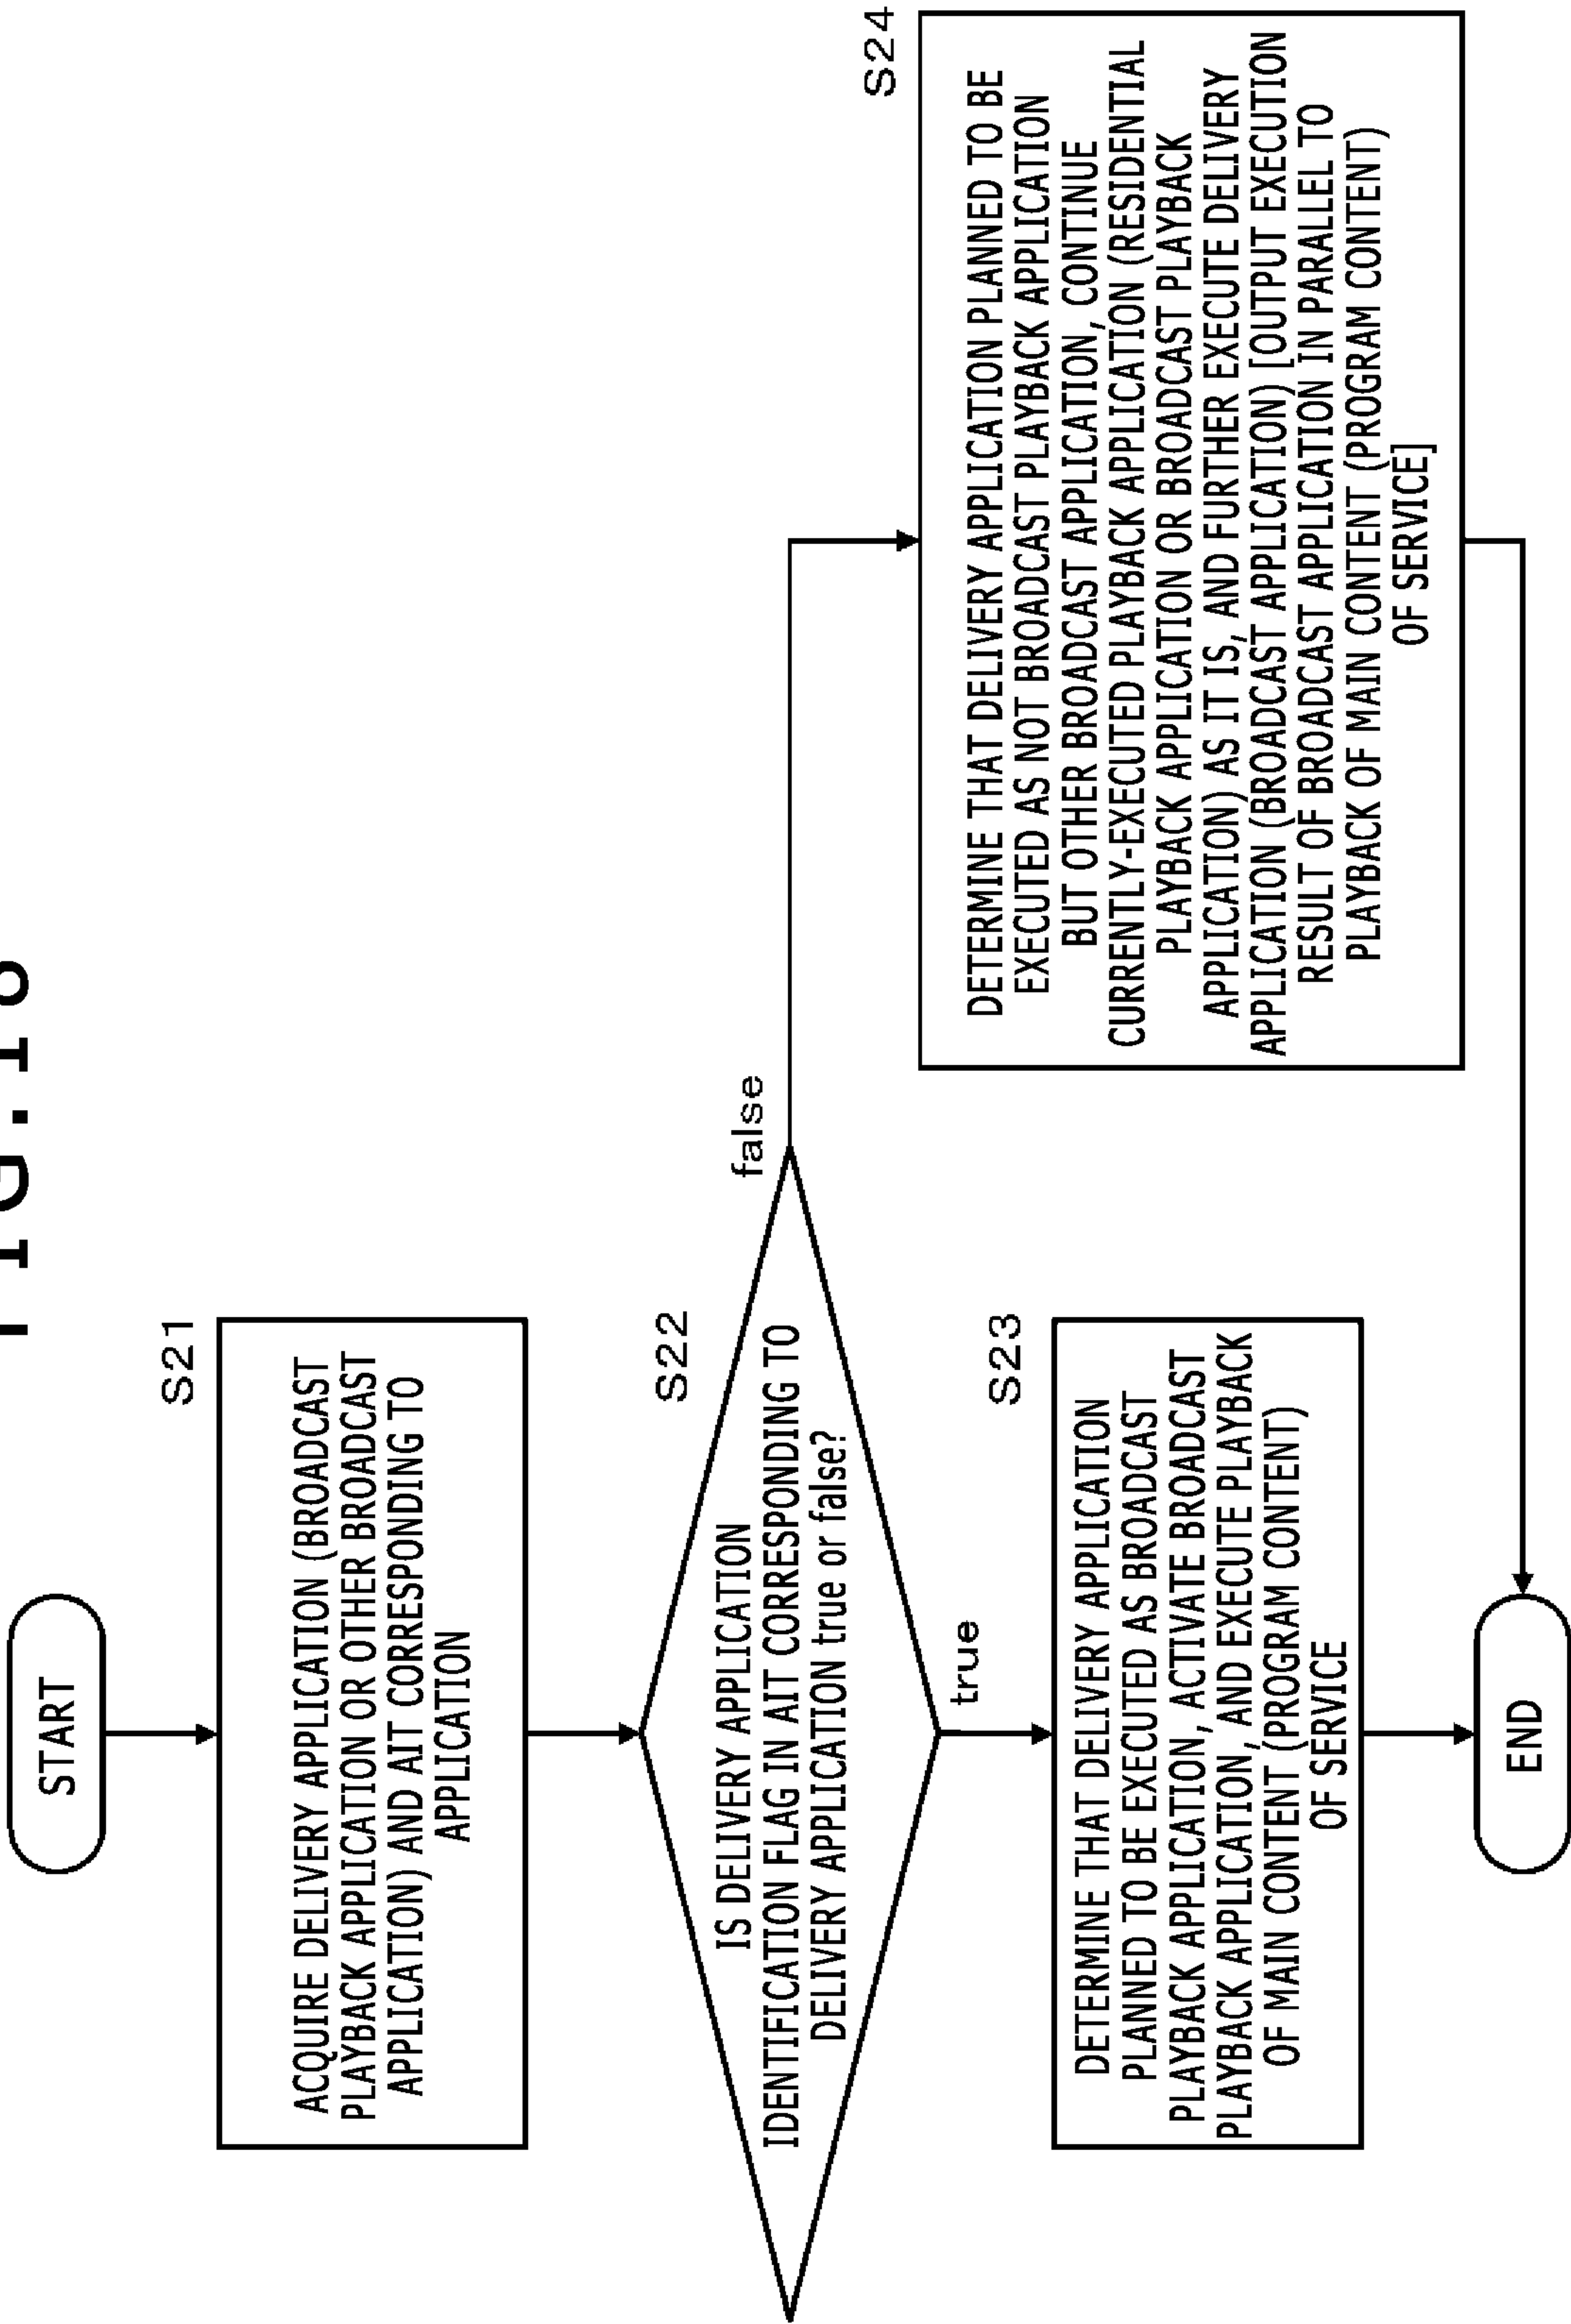 START
S21
ACQUIRE DELIVERY APPLICATION (BROADCAST
PLAYBACK APPLICATION OR OTHER BROADCAST
APPLICATION) AND AIT CORRESPONDING TO
APPLICATION
S22
IS DELIVERY APPLICATION
IDENTIFICATION FLAG IN AIT CORRESPONDING TO
DELIVERY APPLICATION true or false?
false
true
S23
DETERMINE THAT DELIVERY APPLICATION
PLANNED TO BE EXECUTED AS BROADCAST
PLAYBACK APPLICATION, ACTIVATE BROADCAST
PLAYBACK APPLICATION, AND EXECUTE PLAYBACK
OF MAIN CONTENT (PROGRAM CONTENT)
OF SERVICE
S24
DETERMINE THAT DELIVERY APPLICATION PLANNED TO BE
EXECUTED AS NOT BROADCAST PLAYBACK APPLICATION
BUT OTHER BROADCAST APPLICATION, CONTINUE
CURRENTLY-EXECUTED PLAYBACK APPLICATION (RESIDENTIAL
PLAYBACK APPLICATION OR BROADCAST PLAYBACK
APPLICATION) AS IT IS, AND FURTHER EXECUTE DELIVERY
APPLICATION (BROADCAST APPLICATION) [OUTPUT EXECUTION
RESULT OF BROADCAST APPLICATION IN PARALLEL TO
PLAYBACK OF MAIN CONTENT (PROGRAM CONTENT)
OF SERVICE]
END